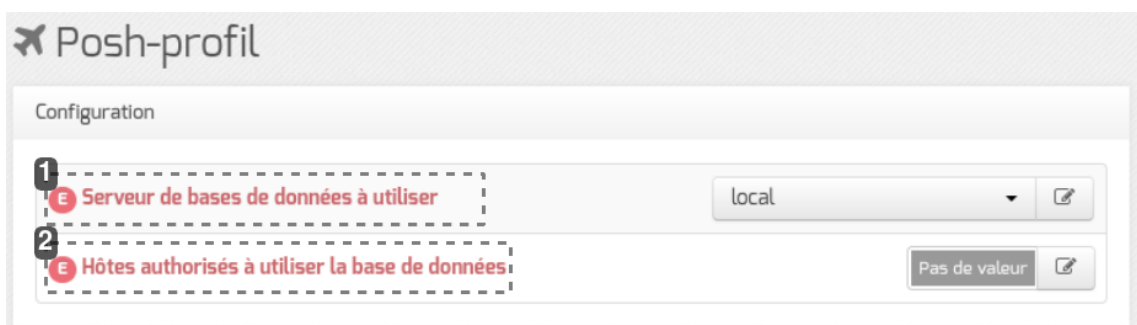 Posh-profil
Configuration
1
E Serveur de bases de données à utiliser local
2
E Hôtes authorisés à utiliser la base de données Pas de valeur